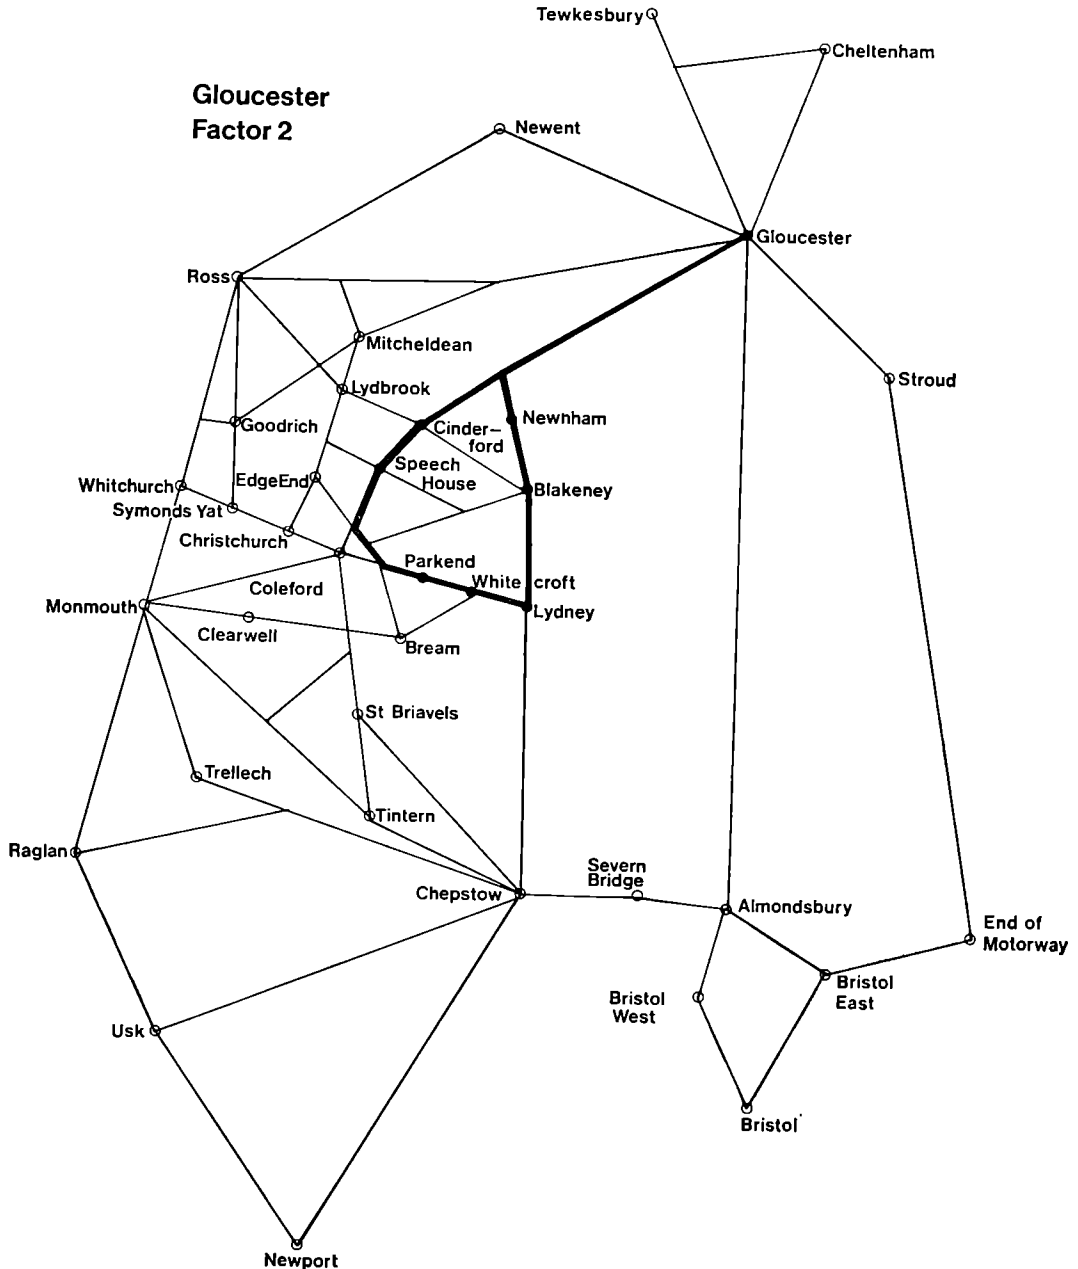 Tewkesbury
Cheltenham
Gloucester
Factor 2
Newent
Gloucester
Ross
Mitcheldean
Lydbrook
Stroud
Goodrich
Cinder-
ford
Newnham
Speech
House
EdgeEnd
Whitchurch
Blakeney
Symonds Yat
Christchurch
Parkend
White croft
Coleford
Monmouth
Lydney
Clearwell
Bream
St Briavels
Trellech
Tintern
Raglan
Severn
Bridge
Chepstow
Almondsbury
End of
Motorway
Bristol
East
Bristol
West
Usk
Bristol
Newport